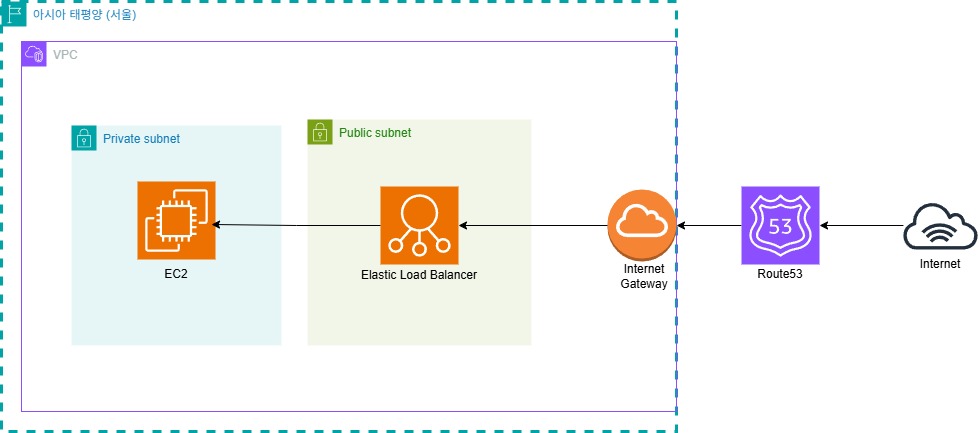 아시아 태평양 (서울)
VPC
Private subnet
Public subnet
EC2
Elastic Load Balancer
Internet
Gateway
53
Route53
Internet